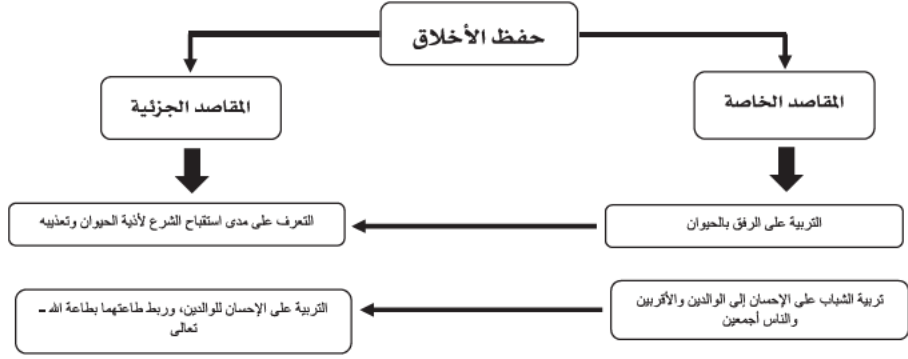 حفظ الأخلاق
المقاصد الخاصة
المقاصد الجزئية
التربية على الرفق بالحيوان
التعرف على مدى استقباح الشرع لأذية الحيوان وتعذيبه
تربية الشباب على الإحسان إلى الوالدين والأقربين
والناس أجمعين
التربية على الإحسان للوالدين، وربط طاعتهما بطاعة الله –
تعالى